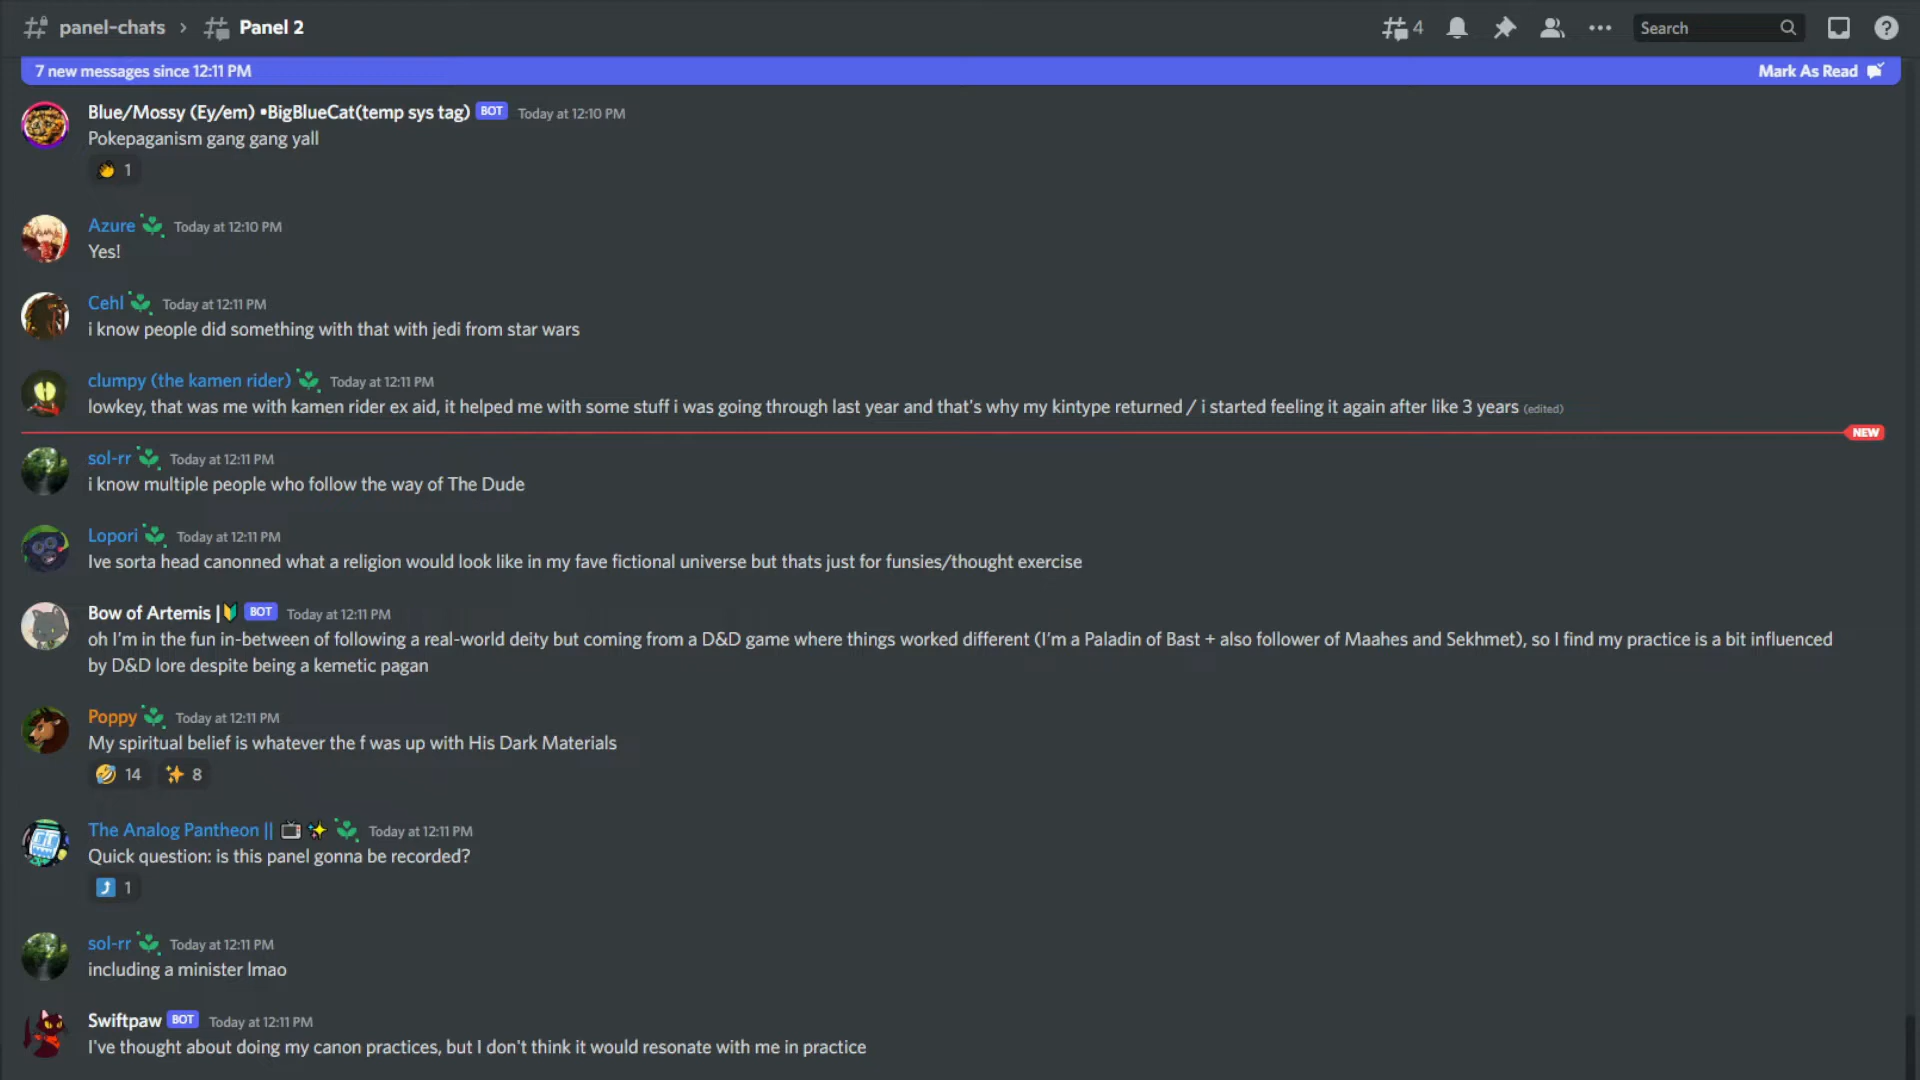 panel-chats › Panel 2 4 Search
7 new messages since 12:11 PM Mark As Read
Blue/Mossy (Ey/em) •BigBlueCat(temp sys tag) BOT Today at 12:10 PM
Pokepaganism gang gang yall
1
Azure Today at 12:10 PM
Yes!
Cehl Today at 12:11 PM
i know people did something with that with jedi from star wars
clumpy (the kamen rider) Today at 12:11 PM
lowkey, that was me with kamen rider ex aid, it helped me with some stuff i was going through last year and that's why my kintype returned / i started feeling it again after like 3 years (edited)
NEW
sol-rr Today at 12:11 PM
i know multiple people who follow the way of The Dude
Lopori Today at 12:11 PM
Ive sorta head canonned what a religion would look like in my fave fictional universe but thats just for funsies/thought exercise
Bow of Artemis | BOT Today at 12:11 PM
oh I'm in the fun in-between of following a real-world deity but coming from a D&D game where things worked different (I'm a Paladin of Bast + also follower of Maahes and Sekhmet), so I find my practice is a bit influenced
by D&D lore despite being a kemetic pagan
Poppy Today at 12:11 PM
My spiritual belief is whatever the f was up with His Dark Materials
14 8
The Analog Pantheon || Today at 12:11 PM
Quick question: is this panel gonna be recorded?
1
sol-rr Today at 12:11 PM
including a minister lmao
Swiftpaw BOT Today at 12:11 PM
I've thought about doing my canon practices, but I don't think it would resonate with me in practice